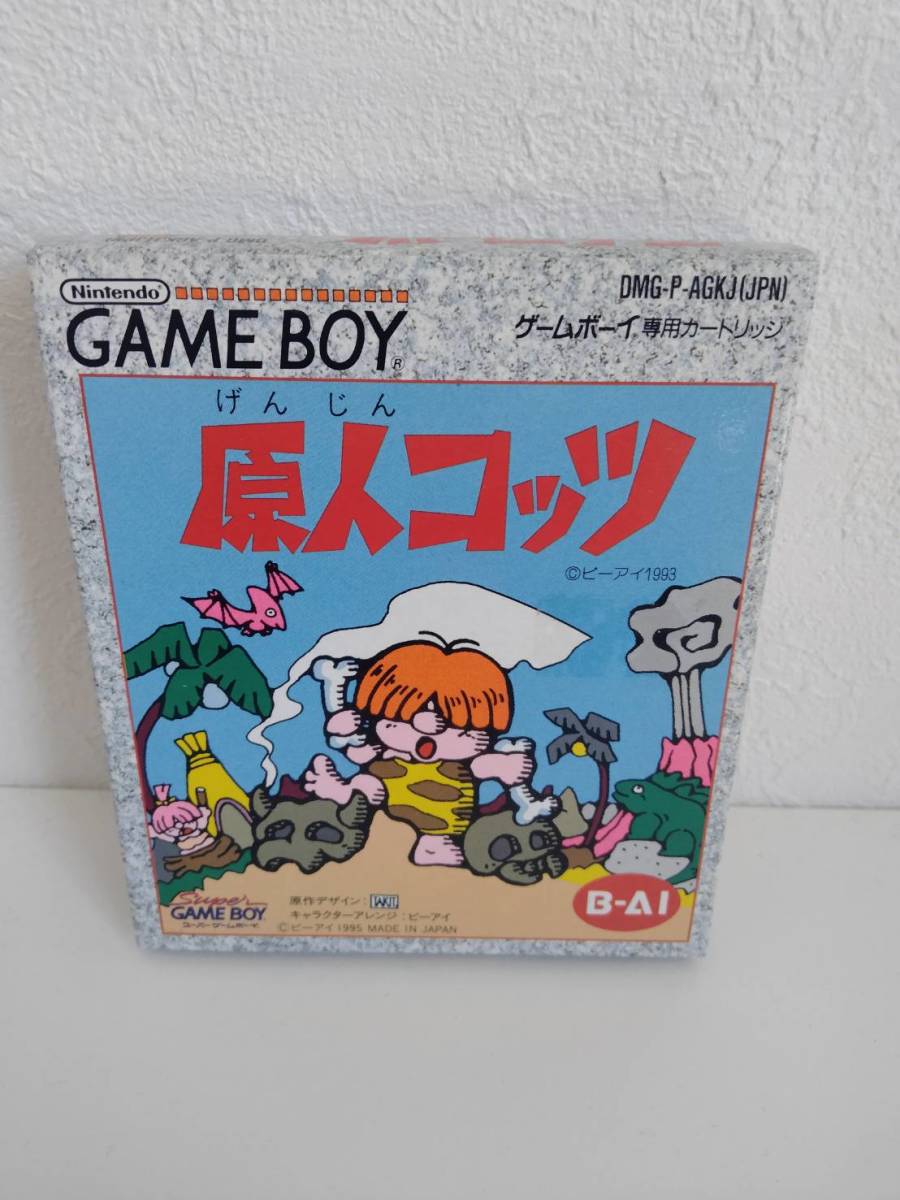 Nintendo
GAME BOY®
DMG-P-AGKJ(JPN)
ゲームボーイ専用カートリッジ
げんじん
原人コッツ
©ビーアイ1993
Super
GAME BOY
スーパーゲームボーイ
原作デザイン:TAKIT
キャラクターアレンジ:ビーアイ
©ビーアイ 1995 MADE IN JAPAN
B-AI